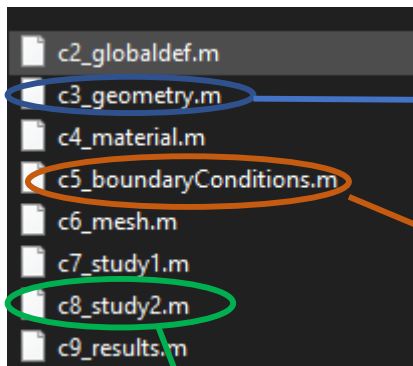 c2_globaldef.m
c3_geometry.m
c4_material.m
c5_boundaryConditions.m
c6_mesh.m
c7_study1.m
c8_study2.m
c9_results.m